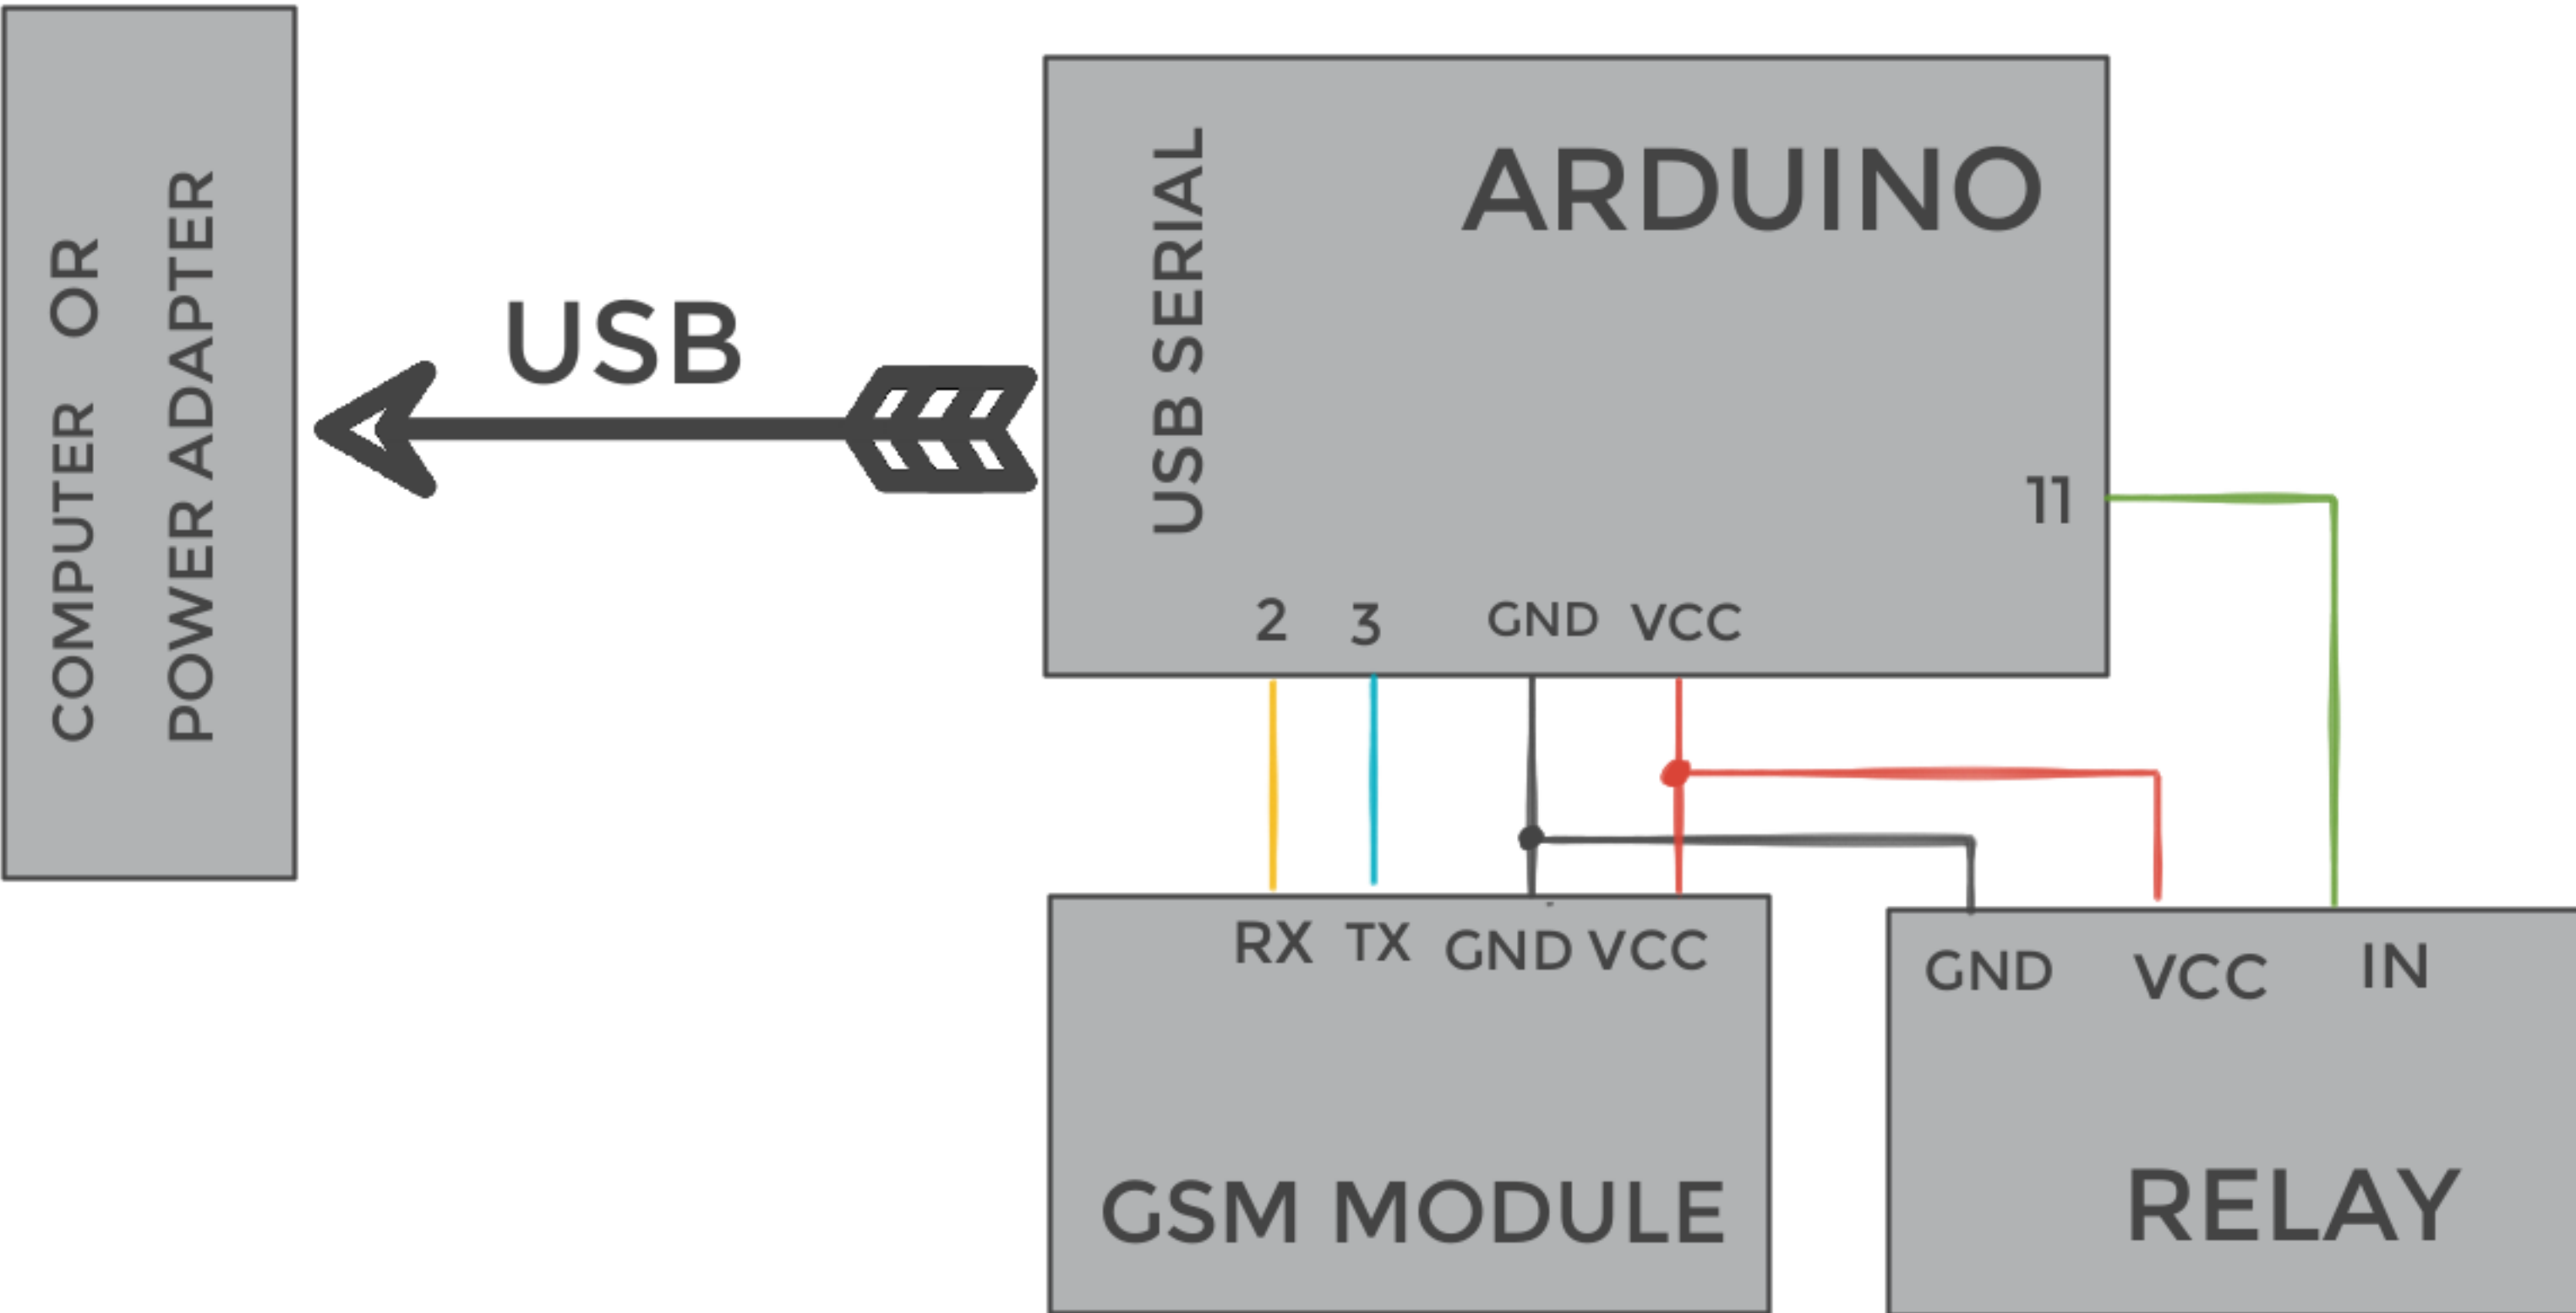 COMPUTER OR
POWER ADAPTER
USB
USB SERIAL
ARDUINO
11
2 3 GND VCC
RX TX GND VCC
GSM MODULE
GND VCC IN
RELAY